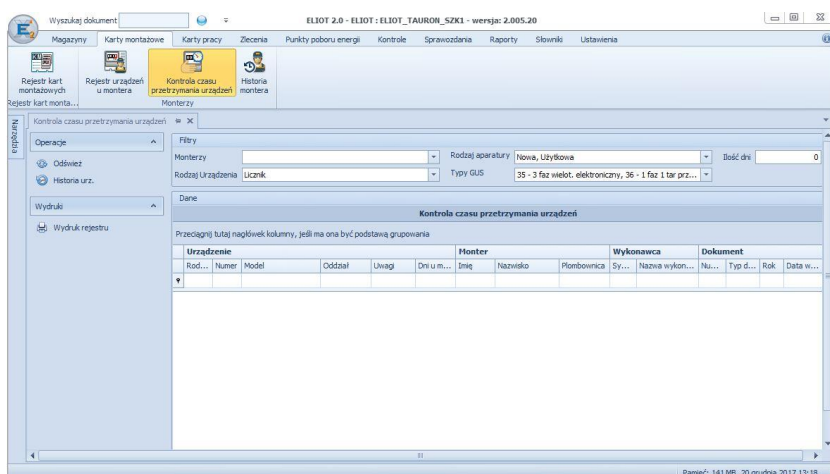 Wyszukaj dokument
ELIOT 2.0 - ELIOT : ELIOT_TAURON_SZK1 - wersja: 2.005.20
Magazyny Karty montażowe Karty pracy Zlecenia Punkty poboru energii Kontrole Sprawozdania Raporty Słowniki Ustawienia
Rejestr kart montażowych
Rejestr urządzeń u montera
Kontrola czasu przetrzymania urządzeń
Historia montera
Rejestr kart monta... Monterzy
Narzędzia
Kontrola czasu przetrzymania urządzeń
Operacje
Odśwież
Historia urz.
Wydruki
Wydruk rejestru
Filtry
Monterzy Rodzaj aparatury Nowa, Użytkowa Ilość dni 0
Rodzaj Urządzenia Licznik Typy GUS 35 - 3 faz wielot. elektroniczny, 36 - 1 faz 1 tar prz...
Dane
Kontrola czasu przetrzymania urządzeń
Przeciągnij tutaj nagłówek kolumny, jeśli ma ona być podstawą grupowania
Urządzenie Monter Wykonawca Dokument
Rod... Numer Model Oddział Uwagi Dni u m... Imię Nazwisko Plombownica Sy... Nazwa wykon... Nu... Typ d... Rok Data w...
Pamięć: 141 MB 20 grudnia 2017 13:18